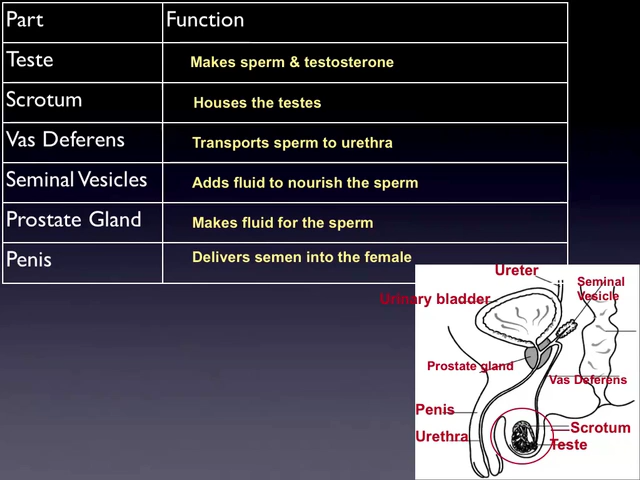 Part Function
Teste Makes sperm & testosterone
Scrotum Houses the testes
Vas Deferens Transports sperm to urethra
Seminal Vesicles Adds fluid to nourish the sperm
Prostate Gland Makes fluid for the sperm
Penis Delivers semen into the female
Ureter
Seminal
Vesicle
Urinary bladder
Prostate gland
Vas Deferens
Penis
Scrotum
Urethra
Teste